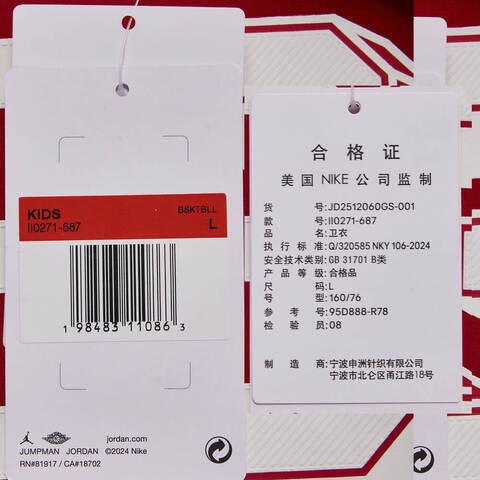 KIDS BSKTBLL
II0271-687 L
1 98483 11086 3
JUMPMAN JORDAN
jordan.com
©2024 Nike
RN#81917 / CA#18702
合格证
美国 NIKE 公司监制
货号:JD2512060GS-001
款号:II0271-687
品名:卫衣
执行标准:Q/320585 NKY 106-2024
安全技术类别:GB 31701 B类
产品等级:合格品
尺码:L
号型:160/76
参考号:95D888-R78
检验员:08
制造商:宁波申洲针织有限公司
宁波市北仑区甬江路18号